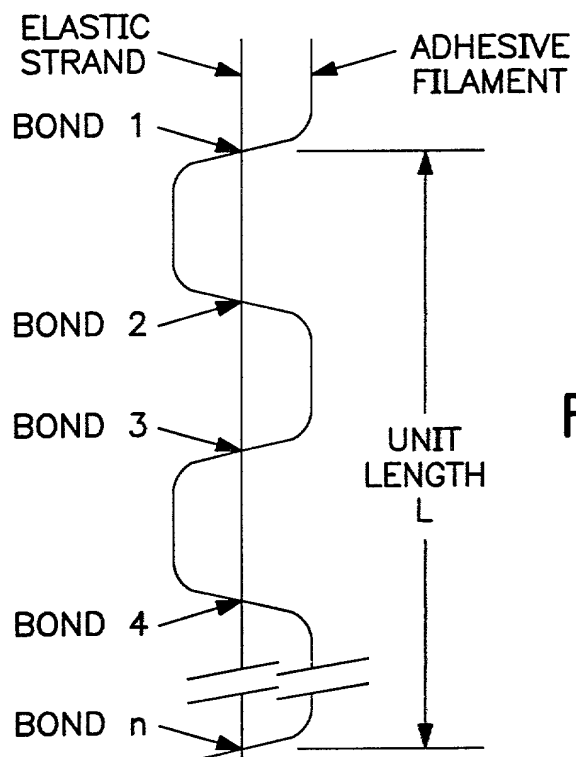 ELASTIC
STRAND
ADHESIVE
FILAMENT
BOND 1
BOND 2
BOND 3
UNIT
LENGTH
L
BOND 4
BOND n
F